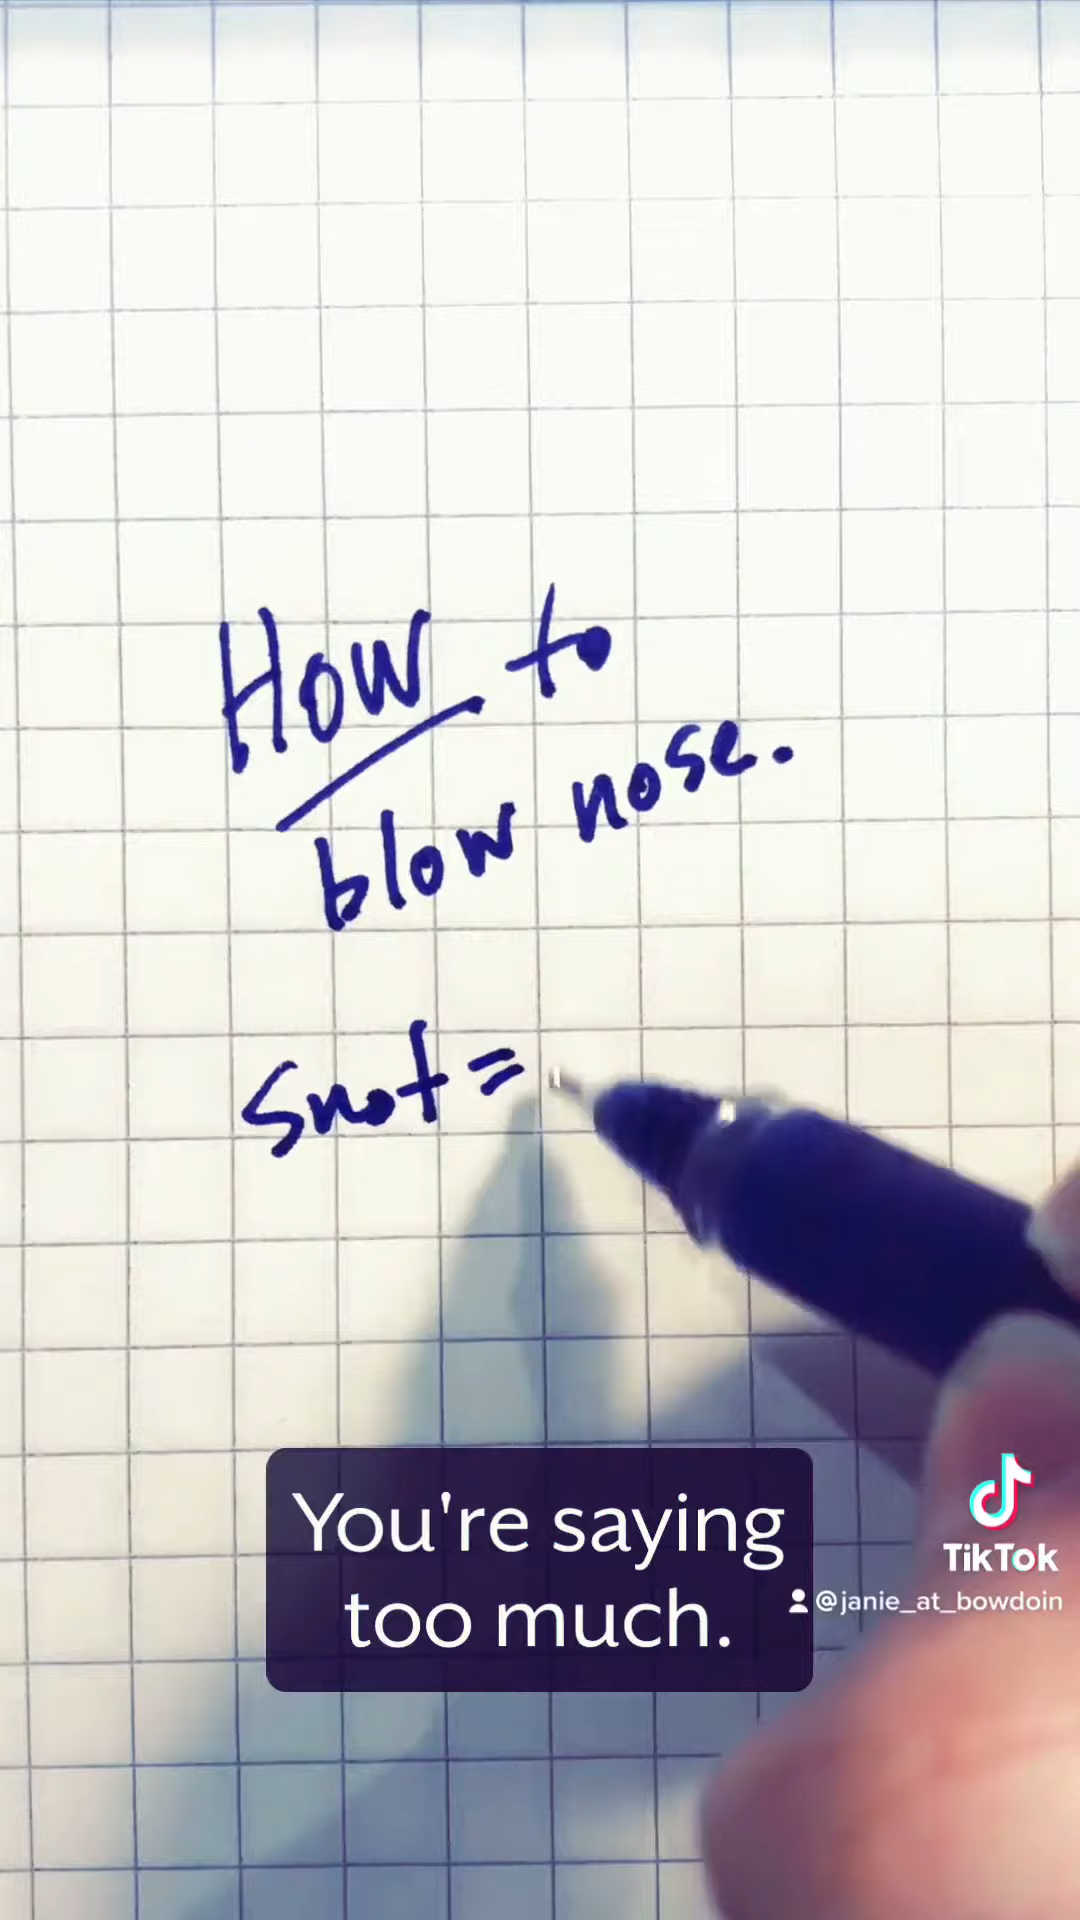 How to
blow nose.
snot =
You're saying
too much.
TikTok
@janie_at_bowdoin